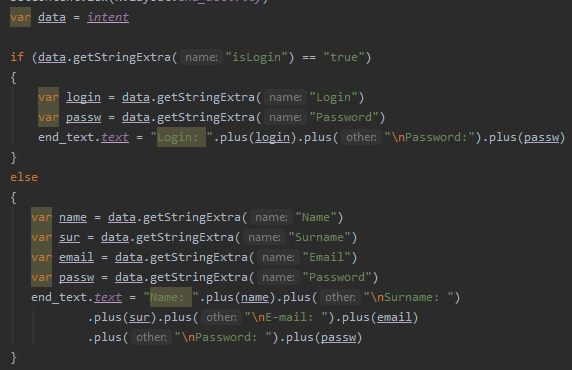 var data = intent
if (data.getStringExtra( name: "isLogin") == "true")
{
var login = data.getStringExtra( name: "Login")
var passw = data.getStringExtra( name: "Password")
end_text.text = "Login: ".plus(login).plus( other: "\nPassword:").plus(passw)
}
else
{
var name = data.getStringExtra( name: "Name")
var sur = data.getStringExtra( name: "Surname")
var email = data.getStringExtra( name: "Email")
var passw = data.getStringExtra( name: "Password")
end_text.text = "Name: ".plus(name).plus( other: "\nSurname: ")
.plus(sur).plus( other: "\nE-mail: ").plus(email)
.plus( other: "\nPassword: ").plus(passw)
}